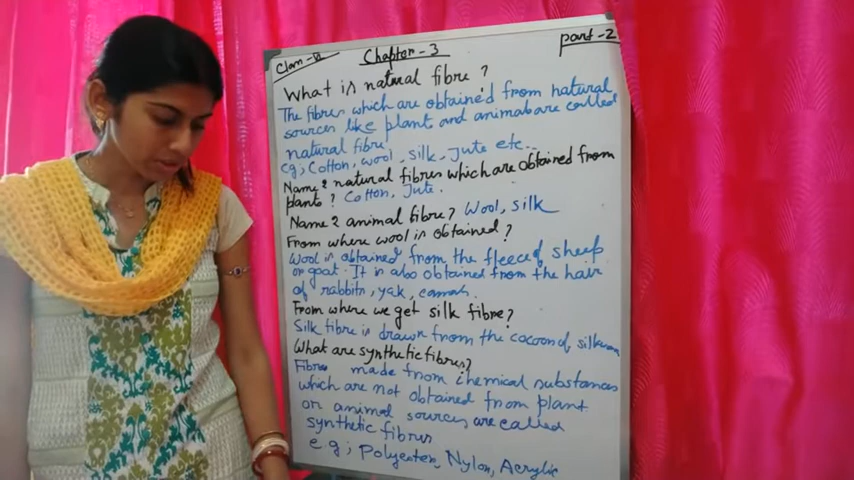 Class-VI Chapter-3 part-2
What is natural fibre?
The fibres which are obtained from natural
sources like plant and animals are called
natural fibre.
eg, Cotton, wool, silk, Jute etc..
Name 2 natural fibres which are obtained from
plants? Cotton, Jute.
Name 2 animal fibre? Wool, silk
From where wool is obtained?
Wool is obtained from the fleece of sheep
or goat. It is also obtained from the hair
of rabbits, yak, camals.
From where we get silk fibre?
Silk fibre is drawn from the cocoon of silkworm
What are synthetic fibres?
Fibres made from chemical substances
which are not obtained from plant
or animal sources are called
synthetic fibres
e.g; polyester, Nylon, Acrylic